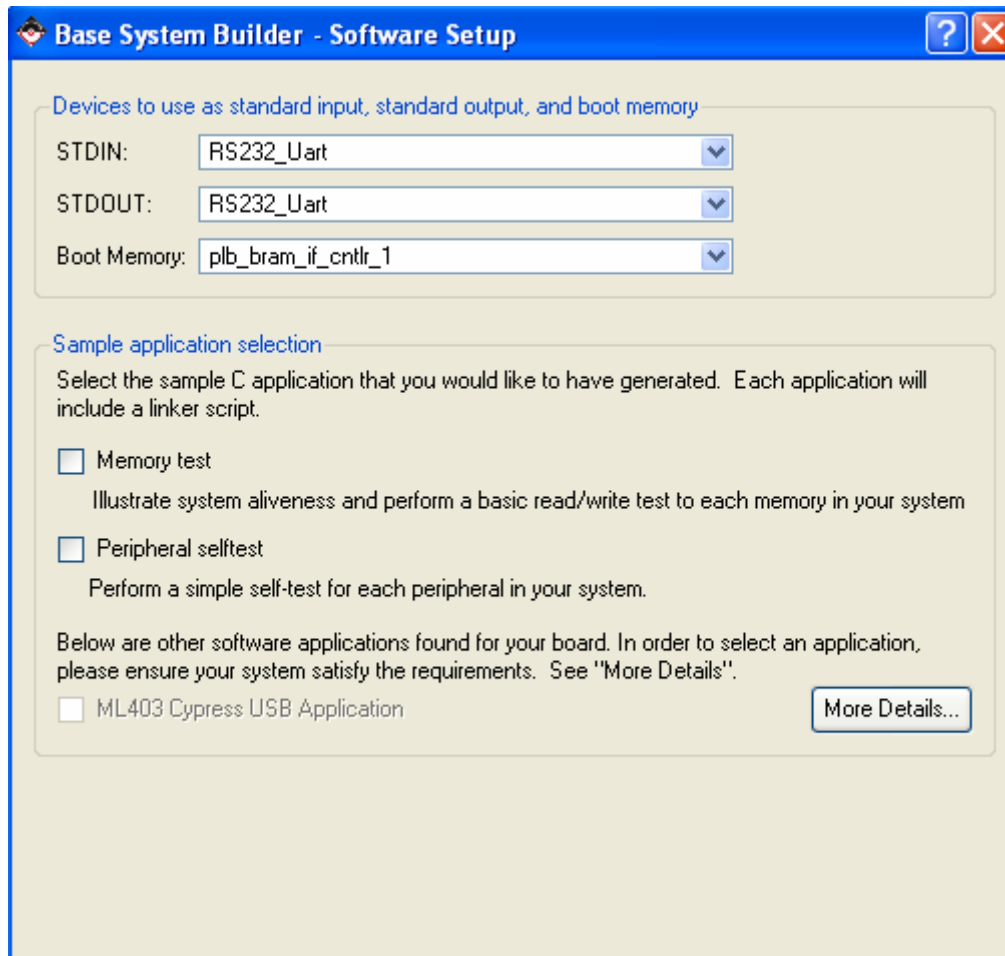 Base System Builder - Software Setup
?
Devices to use as standard input, standard output, and boot memory
STDIN: RS232_Uart
STDOUT: RS232_Uart
Boot Memory: plb_bram_if_cntlr_1
Sample application selection
Select the sample C application that you would like to have generated. Each application will
include a linker script.
Memory test
Illustrate system aliveness and perform a basic read/write test to each memory in your system
Peripheral selftest
Perform a simple self-test for each peripheral in your system.
Below are other software applications found for your board. In order to select an application,
please ensure your system satisfy the requirements. See "More Details".
ML403 Cypress USB Application More Details...